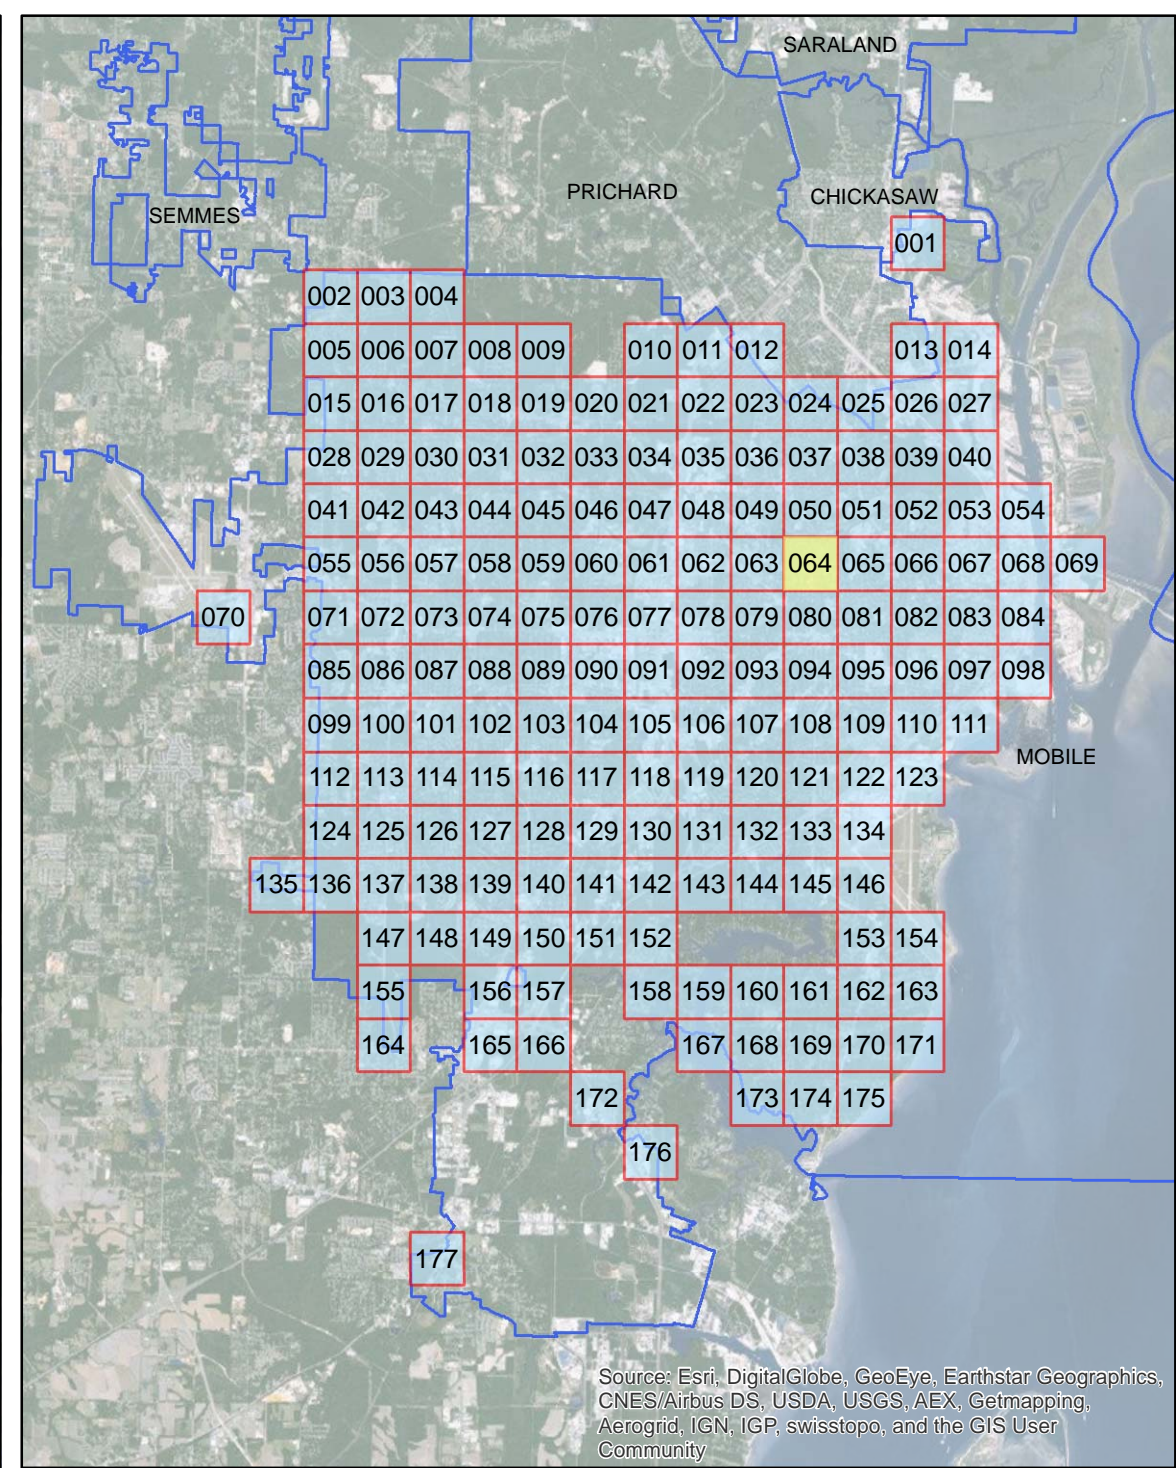 SARALAND
PRICHARD
CHICKASAW
SEMMES
001
002 003 004
005 006 007 008 009 010 011 012 013 014
015 016 017 018 019 020 021 022 023 024 025 026 027
028 029 030 031 032 033 034 035 036 037 038 039 040
041 042 043 044 045 046 047 048 049 050 051 052 053 054
055 056 057 058 059 060 061 062 063 064 065 066 067 068 069
070 071 072 073 074 075 076 077 078 079 080 081 082 083 084
085 086 087 088 089 090 091 092 093 094 095 096 097 098
099 100 101 102 103 104 105 106 107 108 109 110 111
MOBILE
112 113 114 115 116 117 118 119 120 121 122 123
124 125 126 127 128 129 130 131 132 133 134
135 136 137 138 139 140 141 142 143 144 145 146
147 148 149 150 151 152 153 154
155 156 157 158 159 160 161 162 163
164 165 166 167 168 169 170 171
172 173 174 175
176
177
Source: Esri, DigitalGlobe, GeoEye, Earthstar Geographics,
CNES/Airbus DS, USDA, USGS, AEX, Getmapping,
Aerogrid, IGN, IGP, swisstopo, and the GIS User
Community